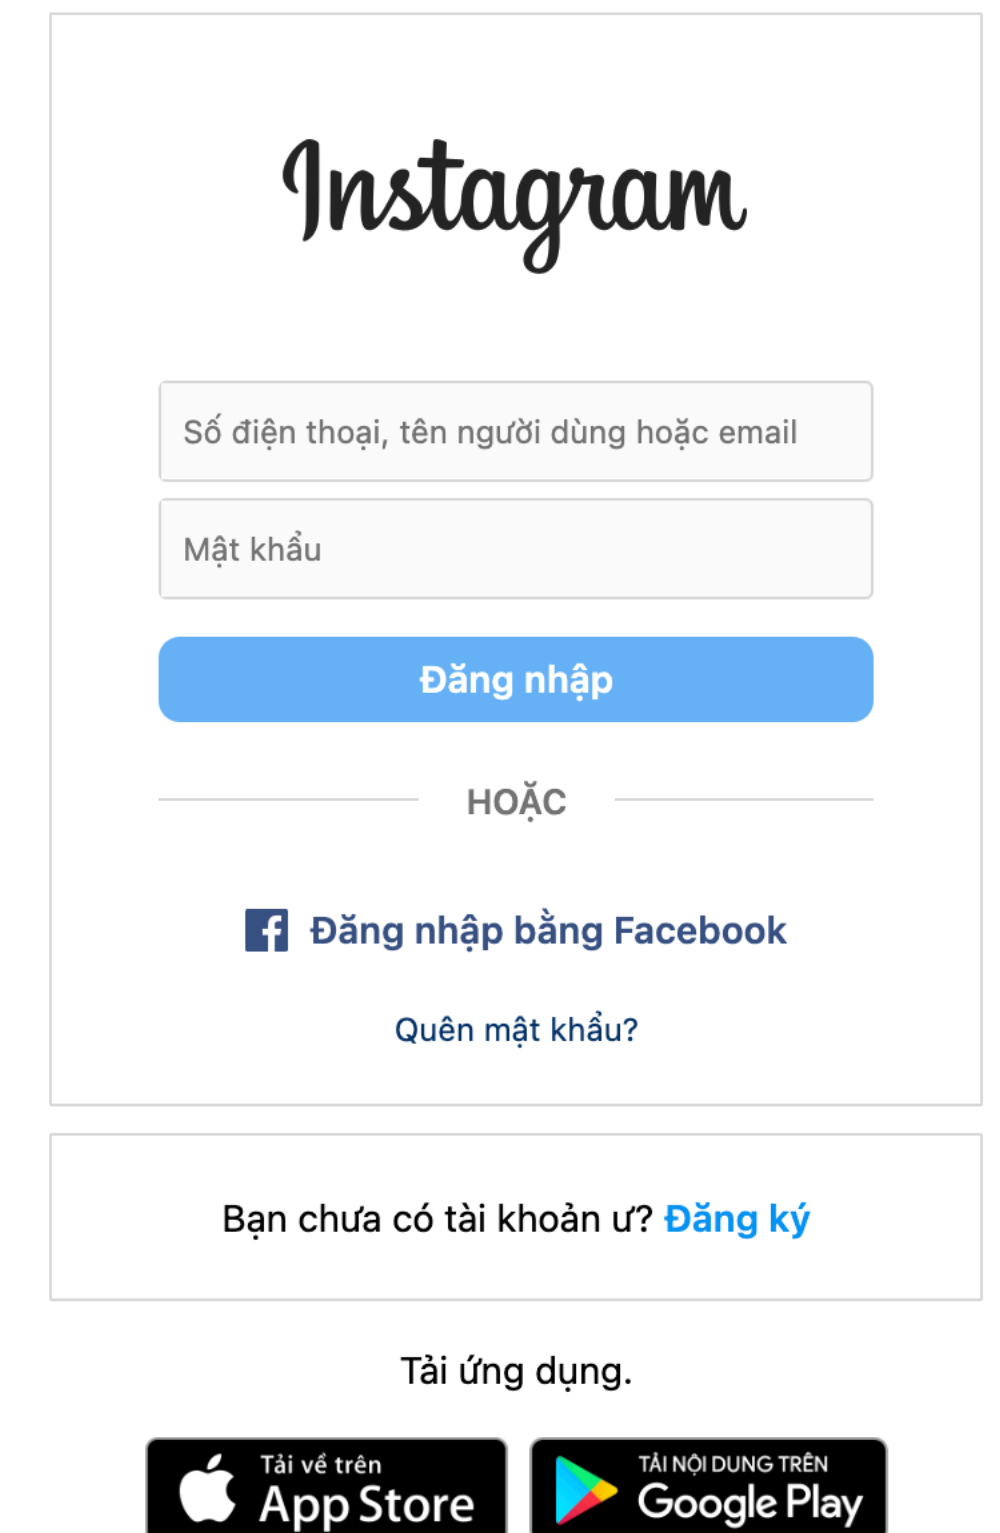 Instagram
Số điện thoại, tên người dùng hoặc email
Mật khẩu
Đăng nhập
HOẶC
Đăng nhập bằng Facebook
Quên mật khẩu?
Bạn chưa có tài khoản ư? Đăng ký
Tải ứng dụng.
Tải về trên
App Store
TẢI NỘI DUNG TRÊN
Google Play